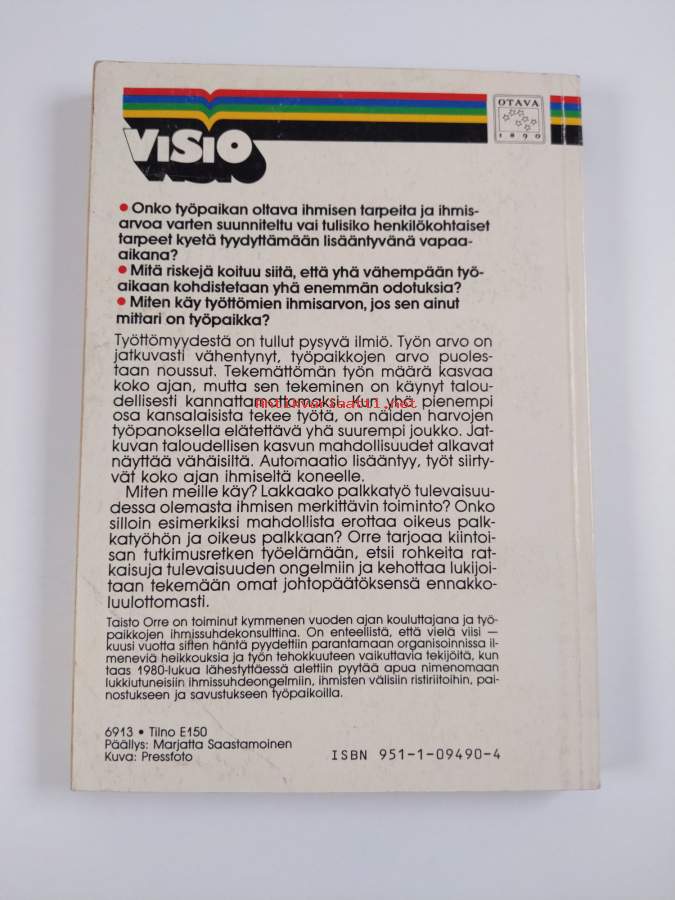 OTAVA
1890
VISIO
• Onko työpaikan oltava ihmisen tarpeita ja ihmis-
arvoa varten suunniteltu vai tulisiko henkilökohtaiset
tarpeet kyetä tyydyttämään lisääntyvänä vapaa-
aikana?
• Mitä riskejä koituu siitä, että yhä vähempään työ-
aikaan kohdistetaan yhä enemmän odotuksia?
• Miten käy työttömien ihmisarvon, jos sen ainut
mittari on työpaikka?
Työttömyydestä on tullut pysyvä ilmiö. Työn arvo on
jatkuvasti vähentynyt, työpaikkojen arvo puoles-
taan noussut. Tekemättömän työn määrä kasvaa
koko ajan, mutta sen tekeminen on käynyt talou-
dellisesti kannattamattomaksi. Kun yhä pienempi
antikvariaatti.net
osa kansalaisista tekee työtä, on näiden harvojen
työpanoksella elätettävä yhä suurempi joukko. Jat-
kuvan taloudellisen kasvun mahdollisuudet alkavat
näyttää vähäisiltä. Automaatio lisääntyy, työt siirty-
vät koko ajan ihmiseltä koneelle.
Miten meille käy? Lakkaako palkkatyö tulevaisuu-
dessa olemasta ihmisen merkittävin toiminto? Onko
silloin esimerkiksi mahdollista erottaa oikeus palk-
katyöhön ja oikeus palkkaan? Orre tarjoaa kiintoi-
san tutkimusretken työelämään, etsii rohkeita rat-
kaisuja tulevaisuuden ongelmiin ja kehottaa lukijoi-
taan tekemään omat johtopäätöksensä ennakko-
luulottomasti.
Taisto Orre on toiminut kymmenen vuoden ajan kouluttajana ja työ-
paikkojen ihmissuhdekonsulttina. On enteellistä, että vielä viisi —
kuusi vuotta sitten häntä pyydettiin parantamaan organisoinnissa il-
meneviä heikkouksia ja työn tehokkuuteen vaikuttavia tekijöitä, kun
taas 1980-lukua lähestyttäessä alettiin pyytää apua nimenomaan
lukkiutuneisiin ihmissuhdeongelmiin, ihmisten välisiin ristiriitoihin, pai-
nostukseen ja savustukseen työpaikoilla.
6913 • Tilno E150
Päällys: Marjatta Saastamoinen
Kuva: Pressfoto
ISBN 951-1-09490-4